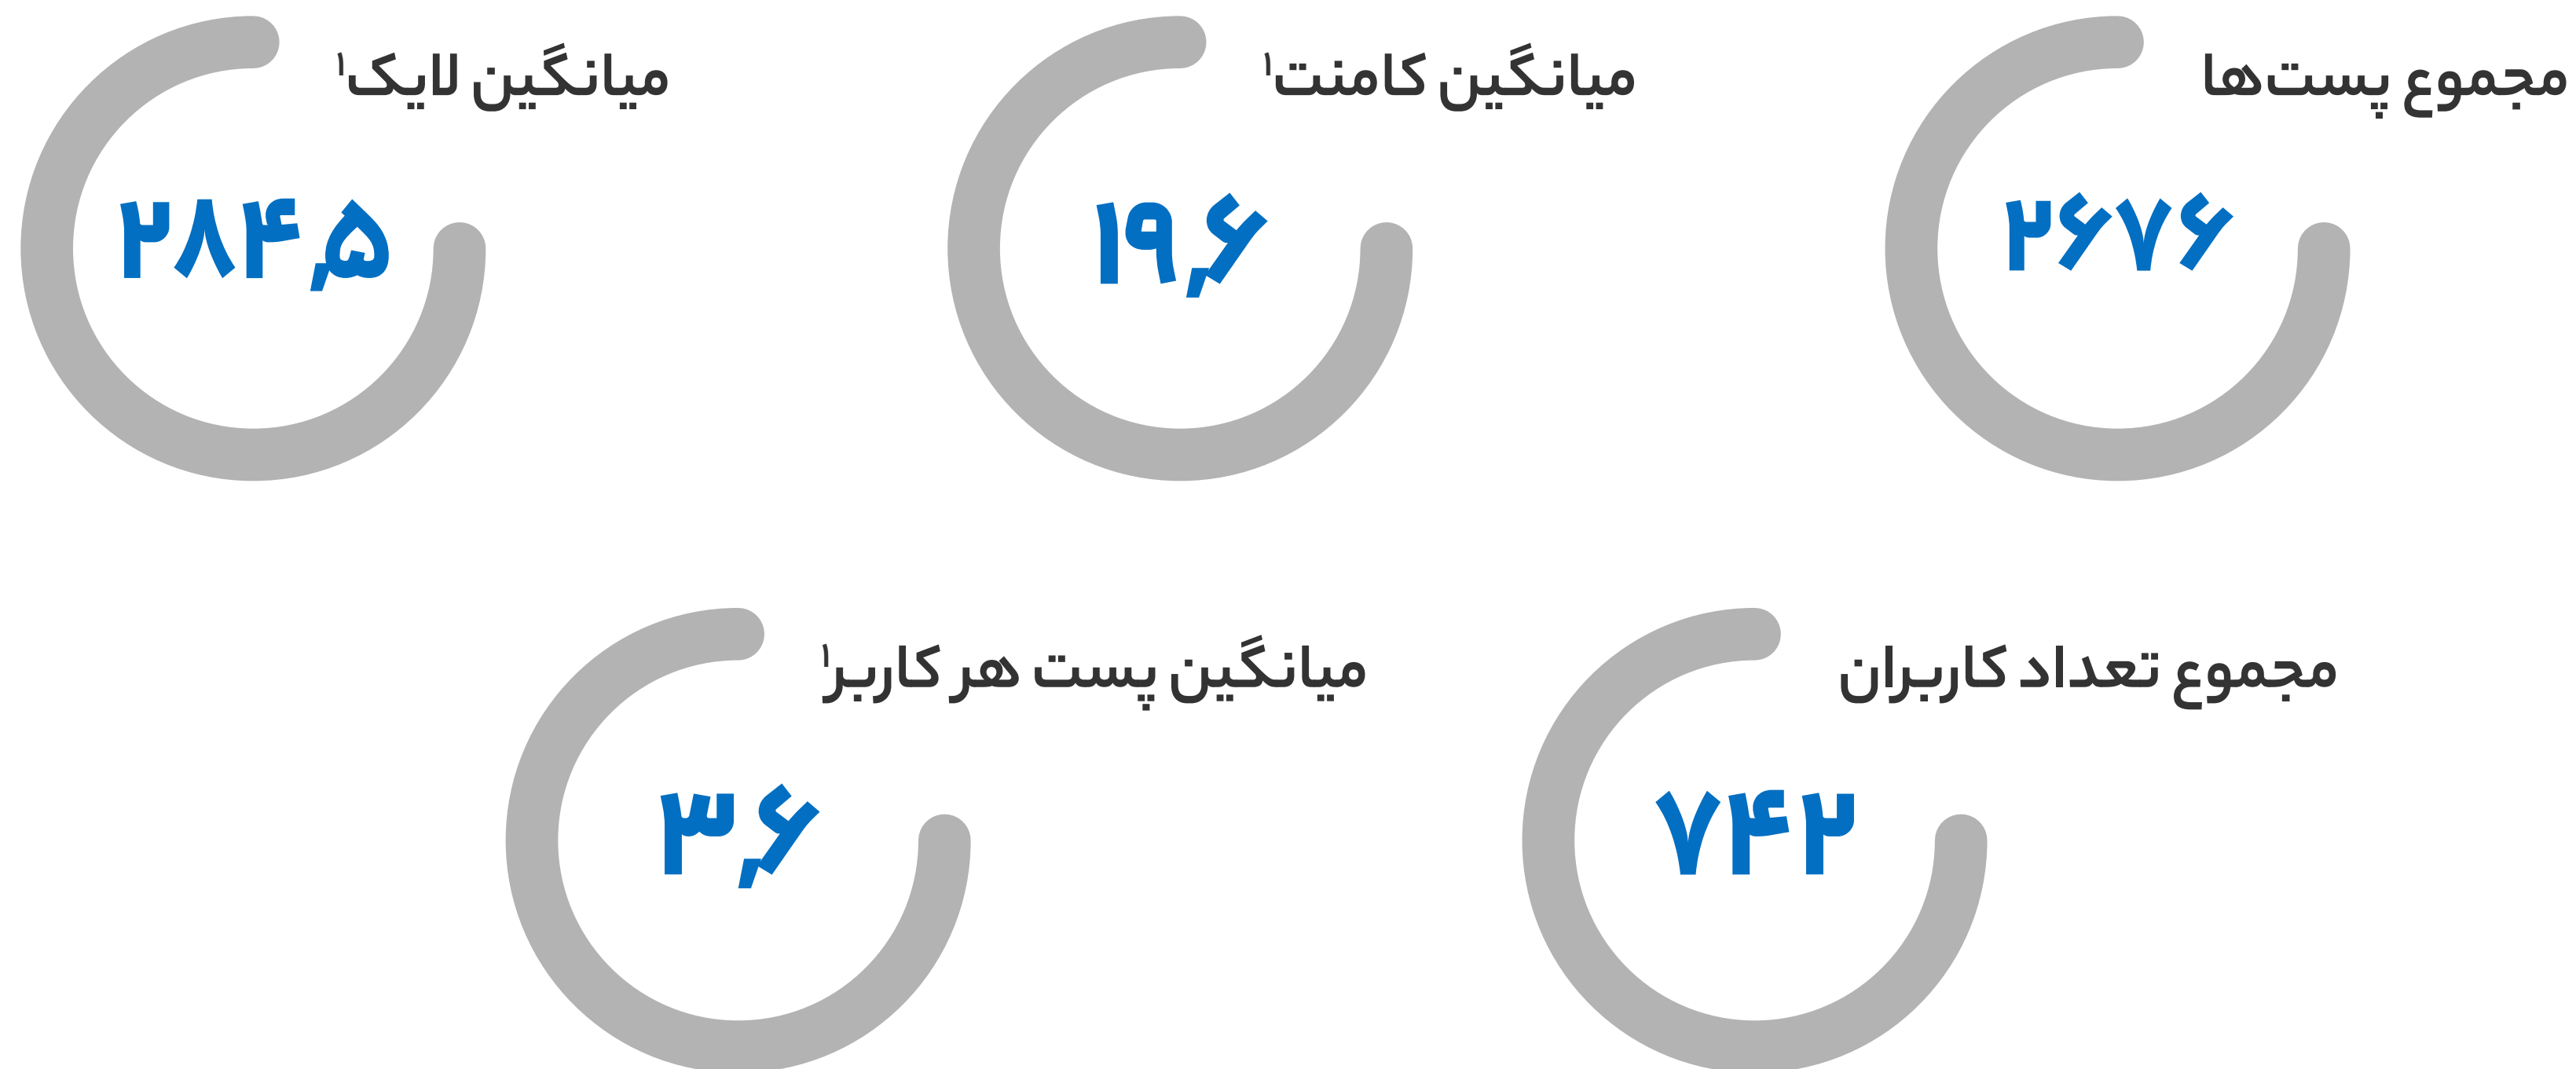 مجموع پست‌ها
۲۶۷۶
میانگین کامنت۱
۱۹٫۶
میانگین لایک۱
۲۸۴٫۵
مجموع تعداد کاربران
۷۴۲
میانگین پست هر کاربر۱
۳٫۶